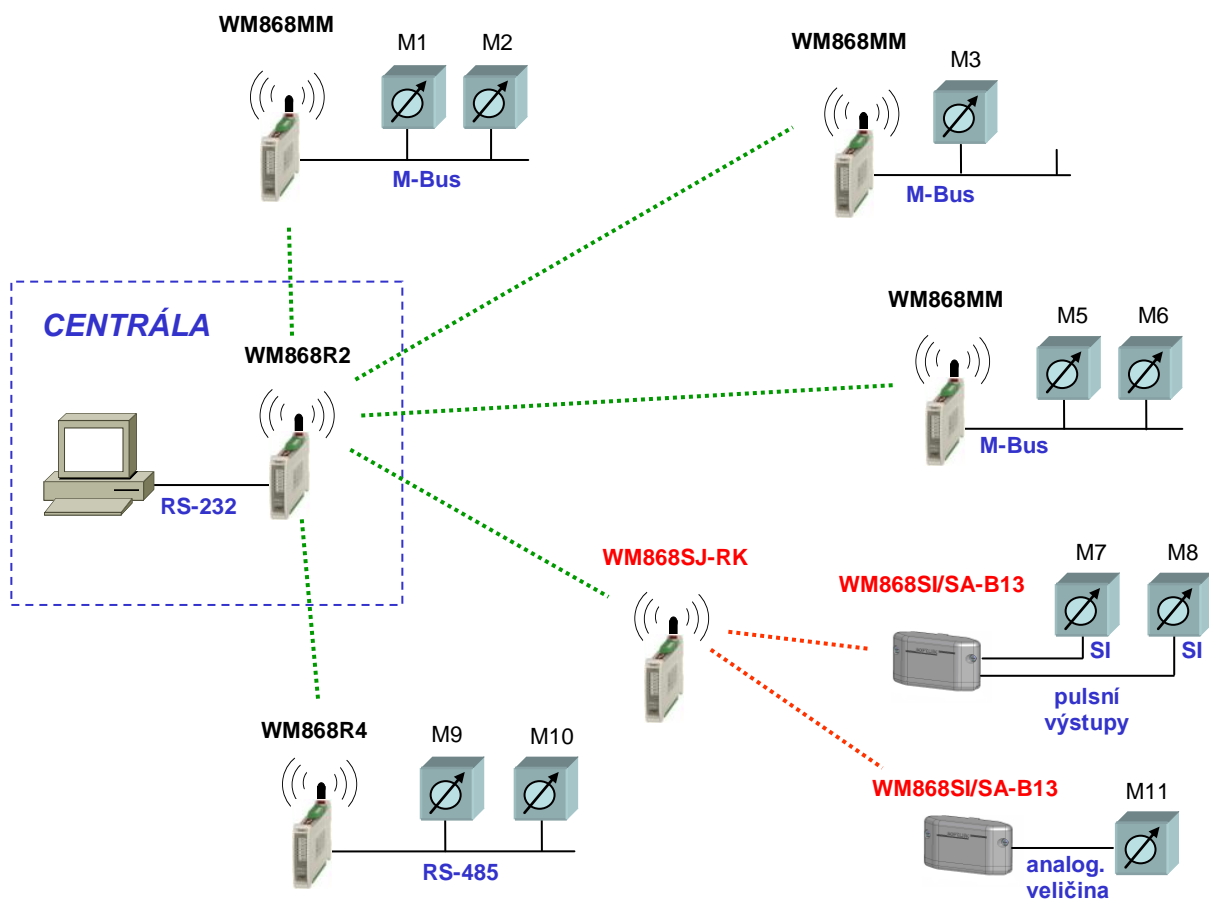 WM868MM
M1
M2
M-Bus
WM868MM
M3
M-Bus
CENTRÁLA
WM868R2
RS-232
WM868MM
M5
M6
M-Bus
WM868SJ-RK
WM868SI/SA-B13
M7
M8
SI
SI
pulsní
výstupy
WM868R4
M9
M10
RS-485
WM868SI/SA-B13
M11
analog.
veličina